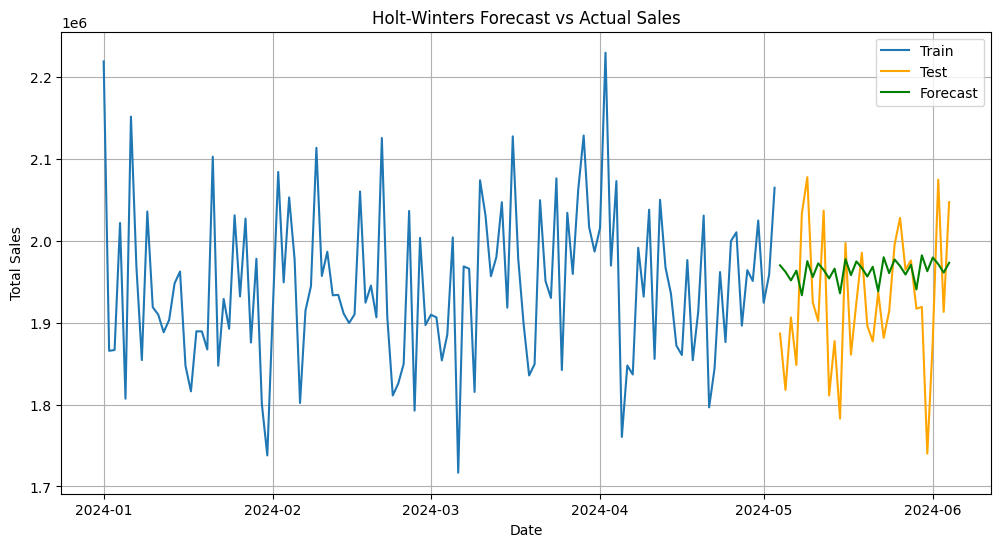 Holt-Winters Forecast vs Actual Sales
1e6
Train
Test
Forecast
2.2
2.1
2.0
1.9
1.8
1.7
Total Sales
2024-01
2024-02
2024-03
2024-04
2024-05
2024-06
Date